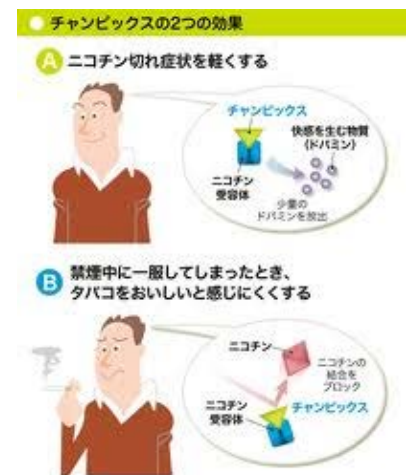 チャンピックスの2つの効果
A ニコチン切れ症状を軽くする
チャンピックス
快感を生む物質
(ドパミン)
ニコチン
受容体
少量の
ドパミンを放出
B 禁煙中に一服してしまったとき、
タバコをおいしいと感じにくくする
ニコチン
ニコチンの
結合を
ブロック
ニコチン
受容体
チャンピックス